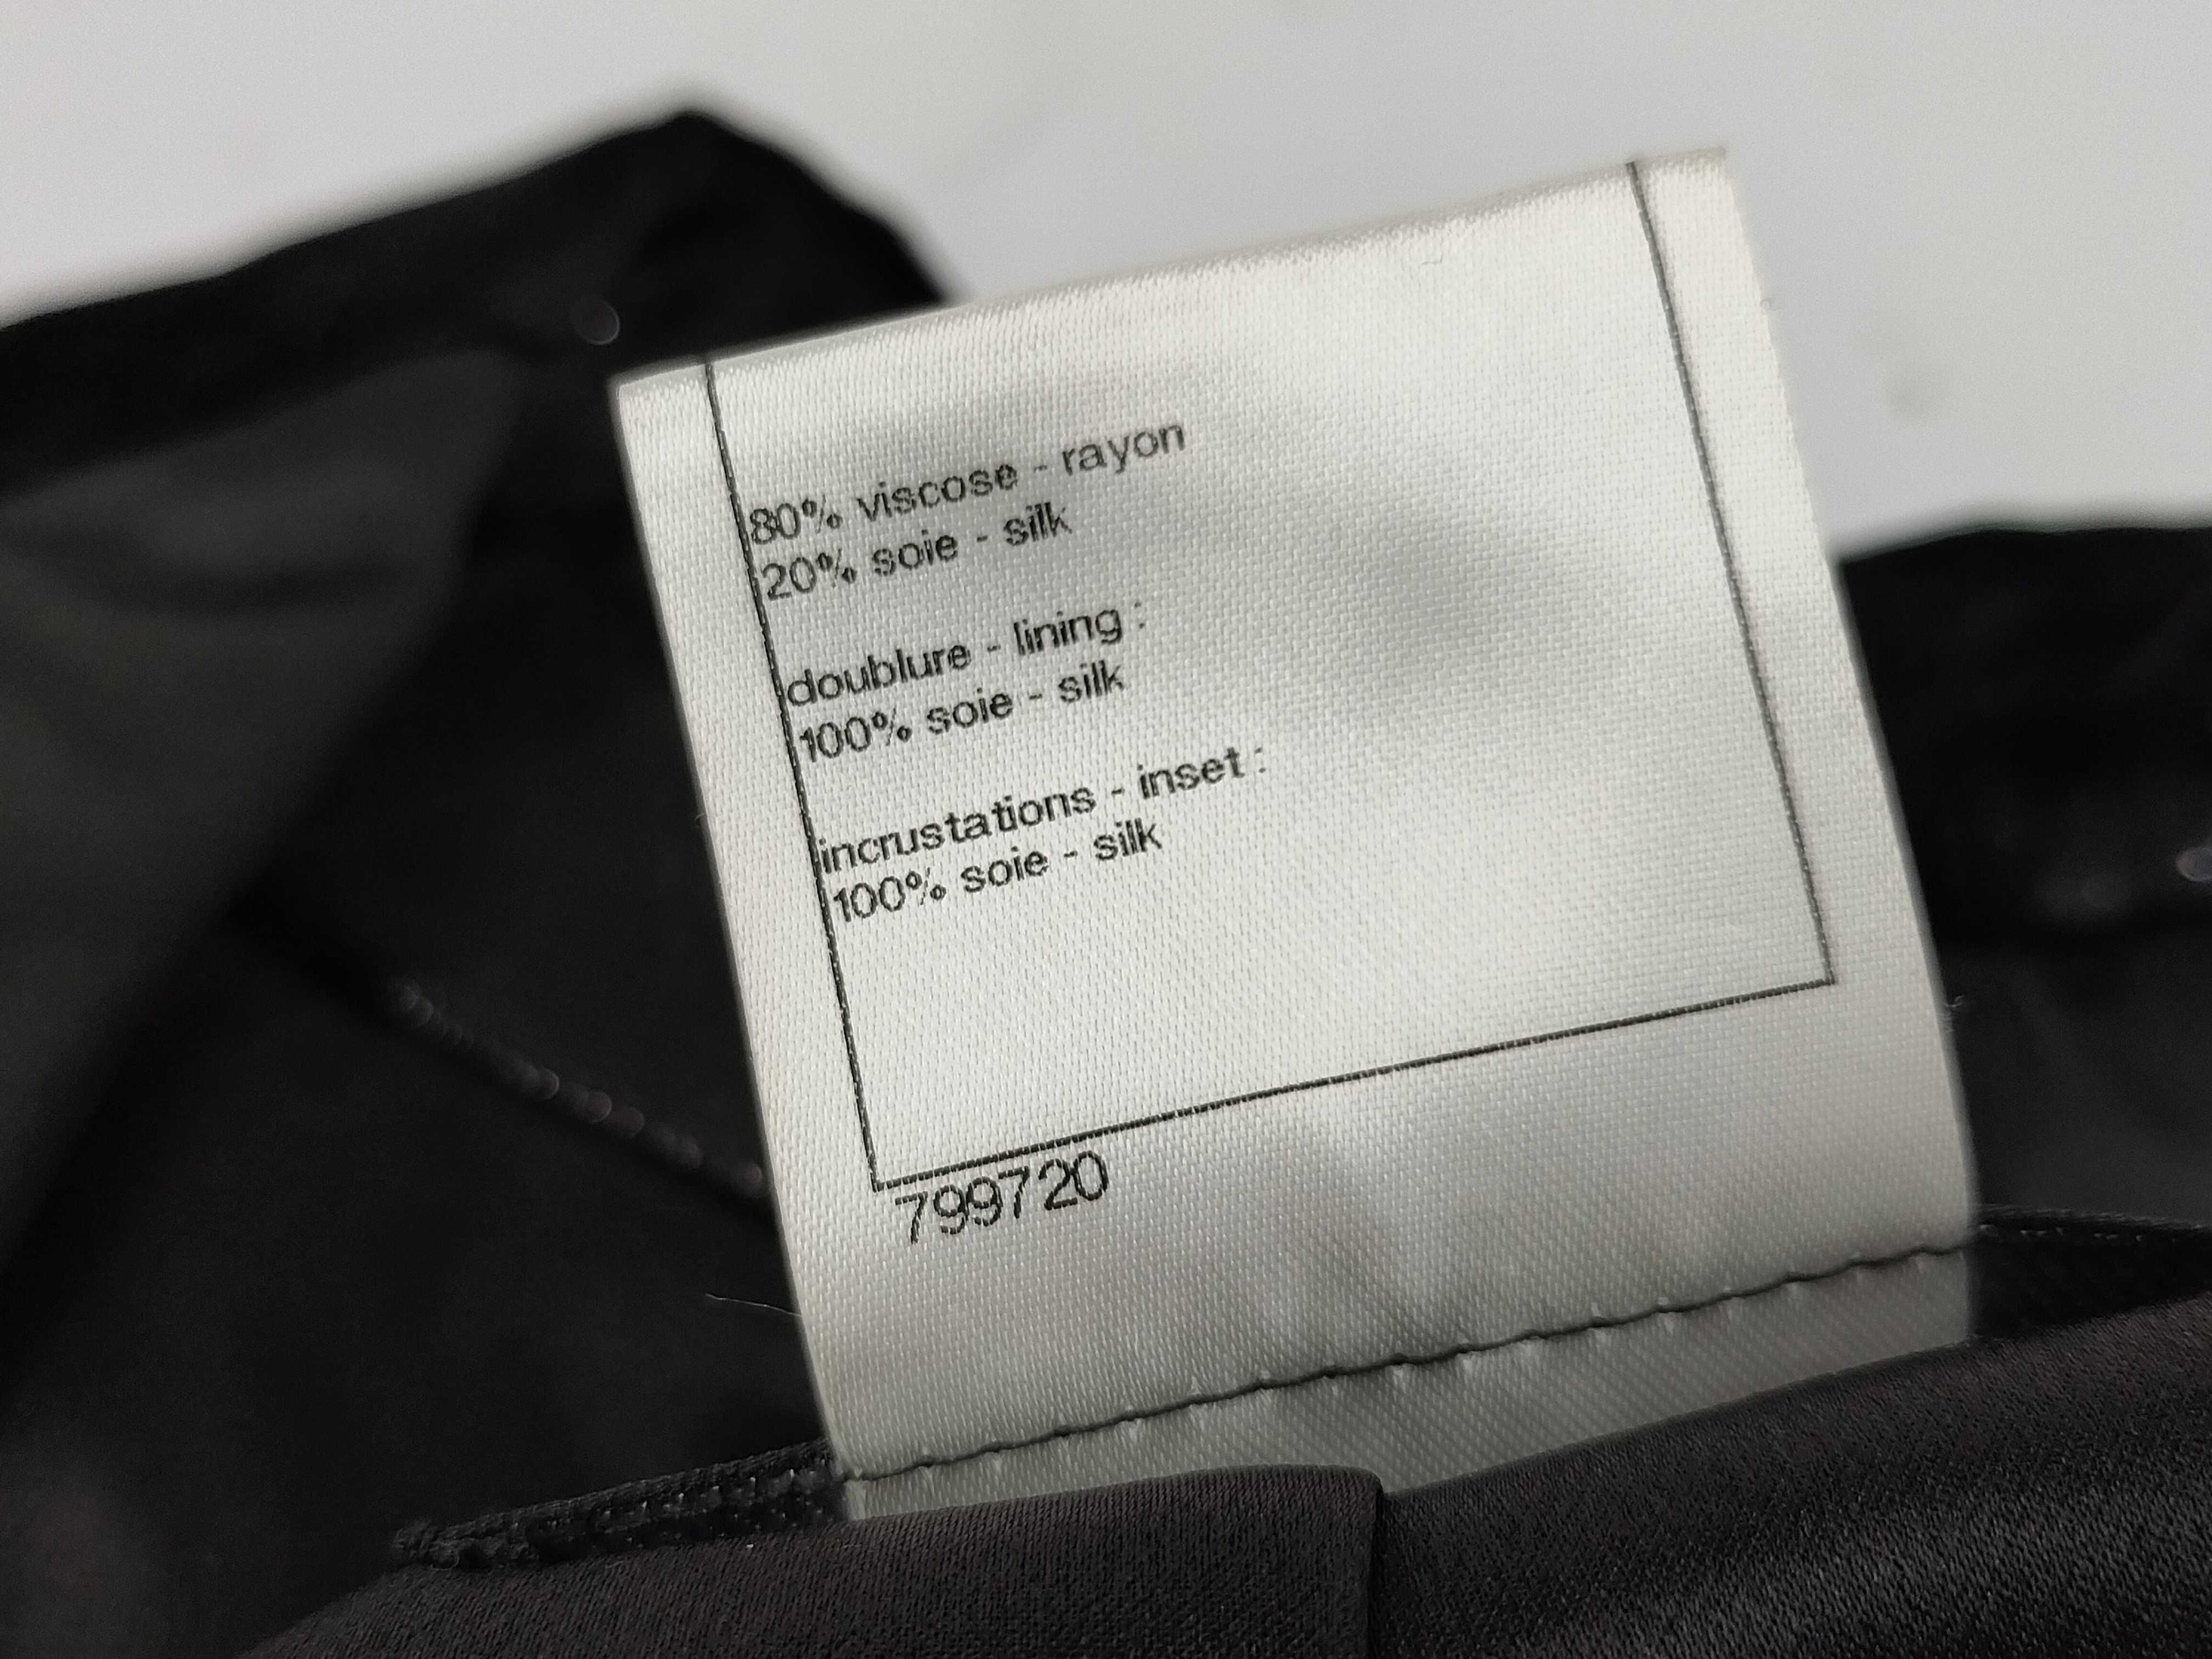 80% viscose - rayon
20% soie - silk
doublure - lining :
100% soie - silk
incrustations - inset :
100% soie - silk
799720